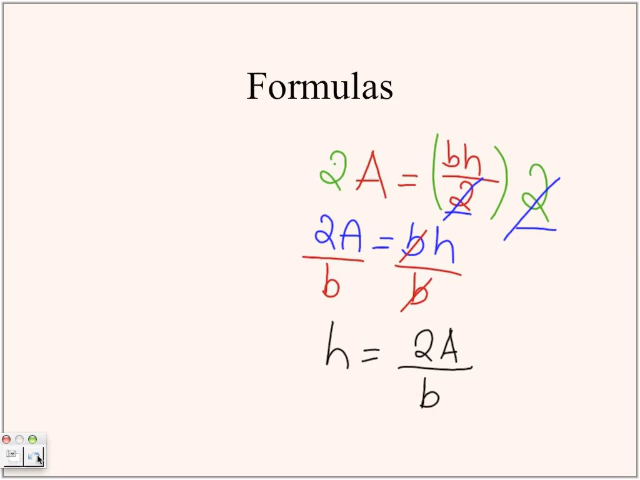 Formulas
2A = (bh/2) 2
2A/b = bh/b
h = 2A/b